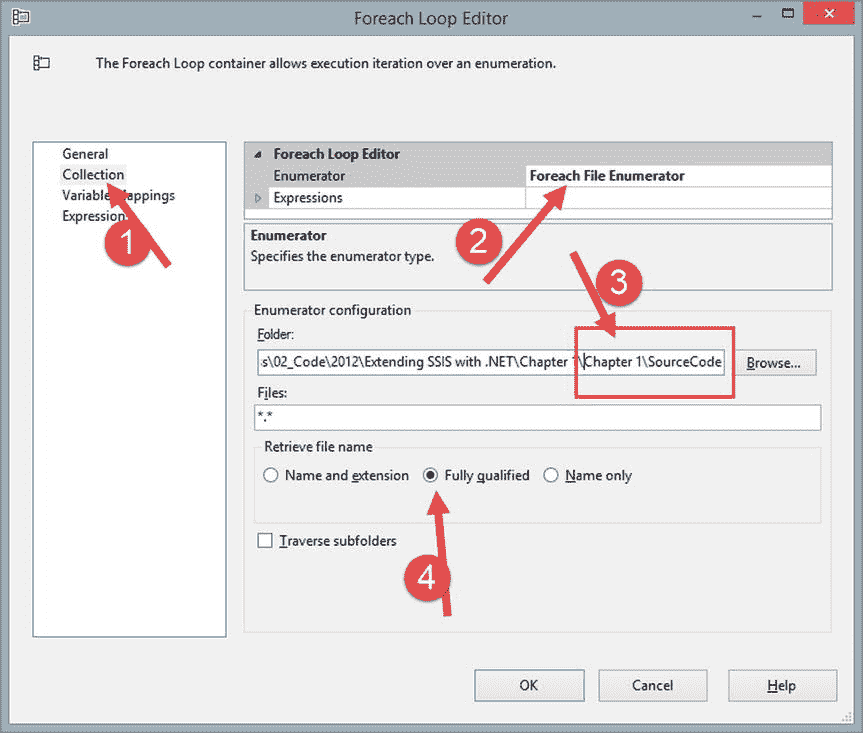 Foreach Loop Editor
The Foreach Loop container allows execution iteration over an enumeration.
General
Collection
Variable Mappings
Expression
1
Foreach Loop Editor
Enumerator Foreach File Enumerator
Expressions
2
Enumerator
Specifies the enumerator type.
3
Enumerator configuration
Folder:
s\02_Code\2012\Extending SSIS with .NET\Chapter 1\Chapter 1\SourceCode Browse...
Files:
*.*
Retrieve file name
Name and extension Fully qualified Name only
Traverse subfolders
4
OK Cancel Help